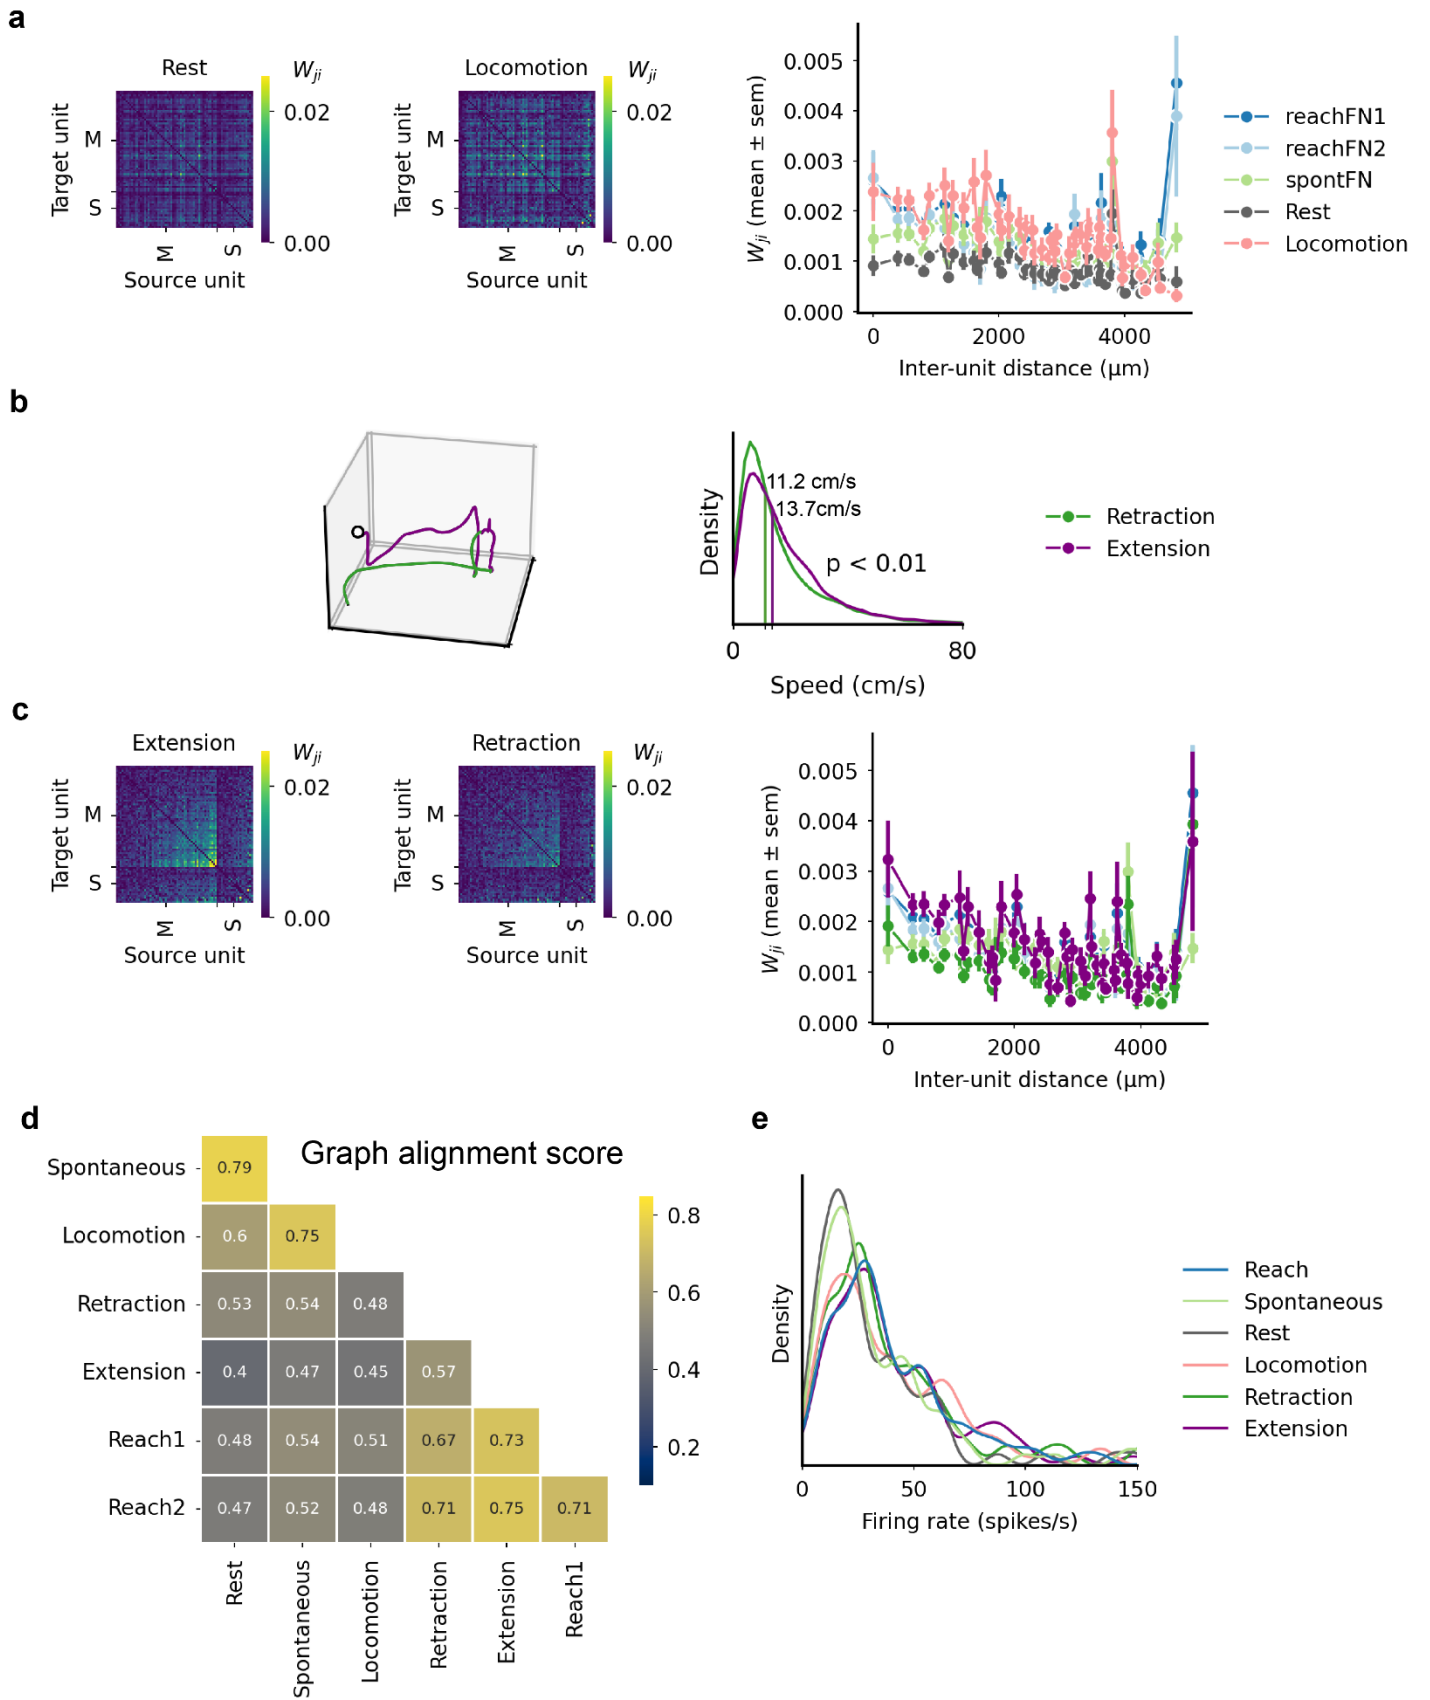 a
Rest
Wji
Locomotion
Wji
Target unit
M
S
0.02
0.00
M
S
Source unit
Target unit
M
S
0.02
0.00
M
S
Source unit
Wji (mean ± sem)
0.005
0.004
0.003
0.002
0.001
0.000
0
2000
4000
Inter-unit distance (μm)
reachFN1
reachFN2
spontFN
Rest
Locomotion
b
Density
11.2 cm/s
13.7cm/s
p < 0.01
0
80
Speed (cm/s)
Retraction
Extension
c
Extension
Wji
Retraction
Wji
Target unit
M
S
0.02
0.00
M
S
Source unit
Target unit
M
S
0.02
0.00
M
S
Source unit
Wji (mean ± sem)
0.005
0.004
0.003
0.002
0.001
0.000
0
2000
4000
Inter-unit distance (μm)
d
Graph alignment score
Spontaneous 0.79
Locomotion 0.6 0.75
Retraction 0.53 0.54 0.48
Extension 0.4 0.47 0.45 0.57
Reach1 0.48 0.54 0.51 0.67 0.73
Reach2 0.47 0.52 0.48 0.71 0.75 0.71
Rest
Spontaneous
Locomotion
Retraction
Extension
Reach1
0.8
0.6
0.4
0.2
e
Density
0
50
100
150
Firing rate (spikes/s)
Reach
Spontaneous
Rest
Locomotion
Retraction
Extension